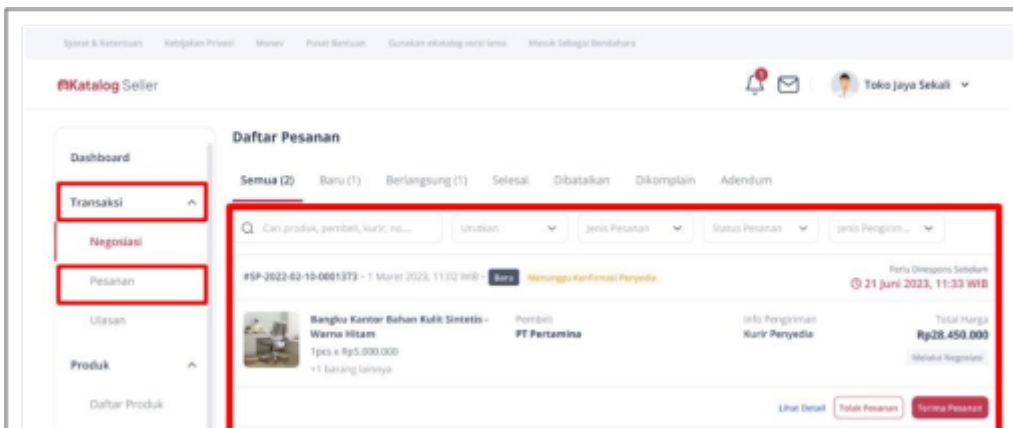 Syarat & Ketentuan Kebijakan Privasi Monev Pusat Bantuan Gunakan eKatalog versi lama Masuk Sebagai Bendahara
Katalog Seller
1
Toko Jaya Sekali
Dashboard
Transaksi
Negosiasi
Pesanan
Ulasan
Produk
Daftar Produk
Daftar Pesanan
Semua (2) Baru (1) Berlangsung (1) Selesai Dibatalkan Dikomplain Adendum
Cari produk, pembeli, kurir, no.... Urutkan Jenis Pesanan Status Pesanan Jenis Pengirim...
#SP-2022-02-10-0001373 - 1 Maret 2023, 11:02 WIB - Baru Menunggu Konfirmasi Penyedia
Perlu Direspons Sebelum
21 Juni 2023, 11:33 WIB
Bangku Kantor Bahan Kulit Sintetis -
Warna Hitam
1pcs x Rp5.000.000
+1 barang lainnya
Pembeli
PT Pertamina
Info Pengiriman
Kurir Penyedia
Total Harga
Rp28.450.000
Melalui Negosiasi
Lihat Detail Tolak Pesanan Terima Pesanan